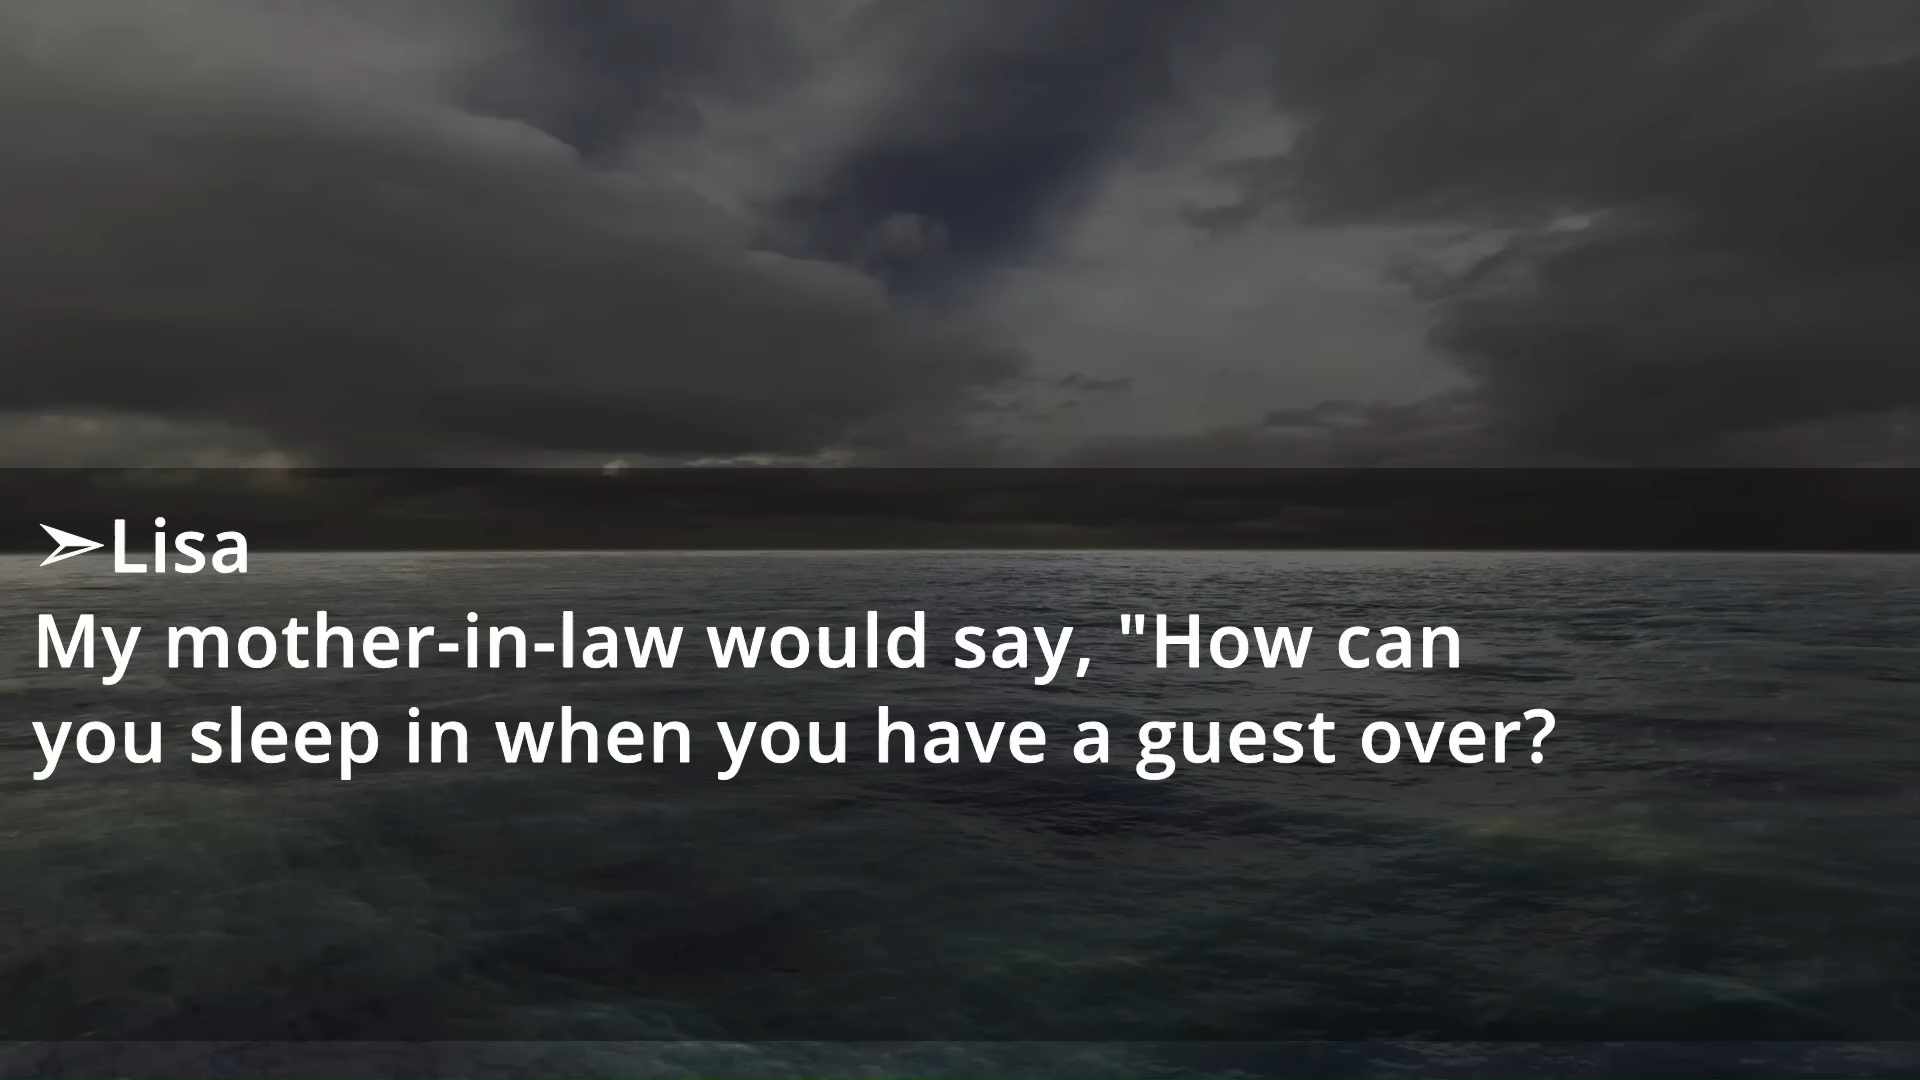 ➢Lisa
My mother-in-law would say, "How can
you sleep in when you have a guest over?